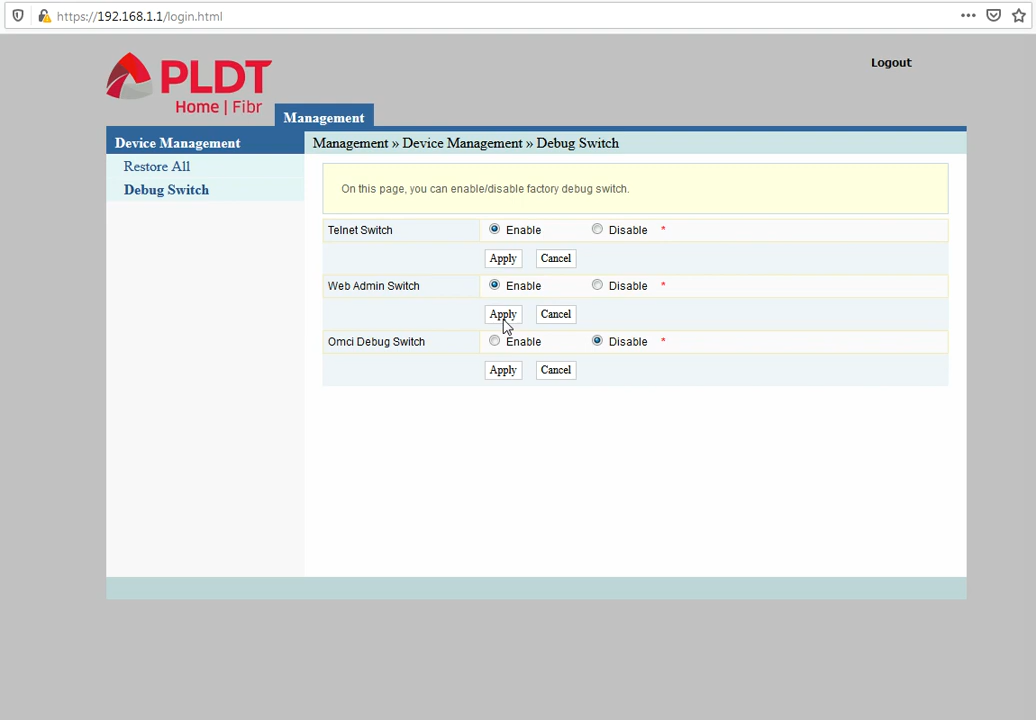 https://192.168.1.1/login.html
PLDT
Home | Fibr
Logout
Management
Device Management
Management » Device Management » Debug Switch
Restore All
Debug Switch
On this page, you can enable/disable factory debug switch.
Telnet Switch Enable Disable *
Apply Cancel
Web Admin Switch Enable Disable *
Apply Cancel
Omci Debug Switch Enable Disable *
Apply Cancel